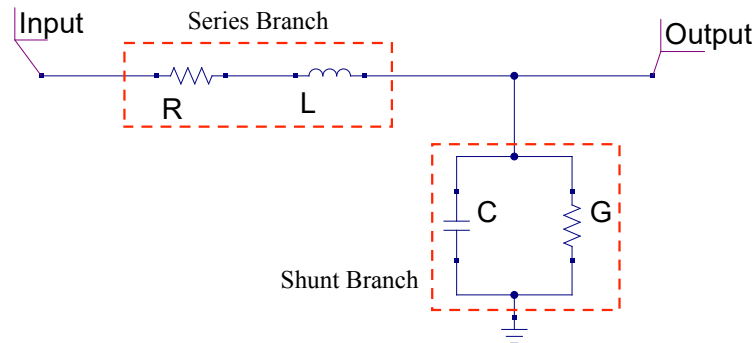 Input
Series Branch
Output
R
L
C
G
Shunt Branch